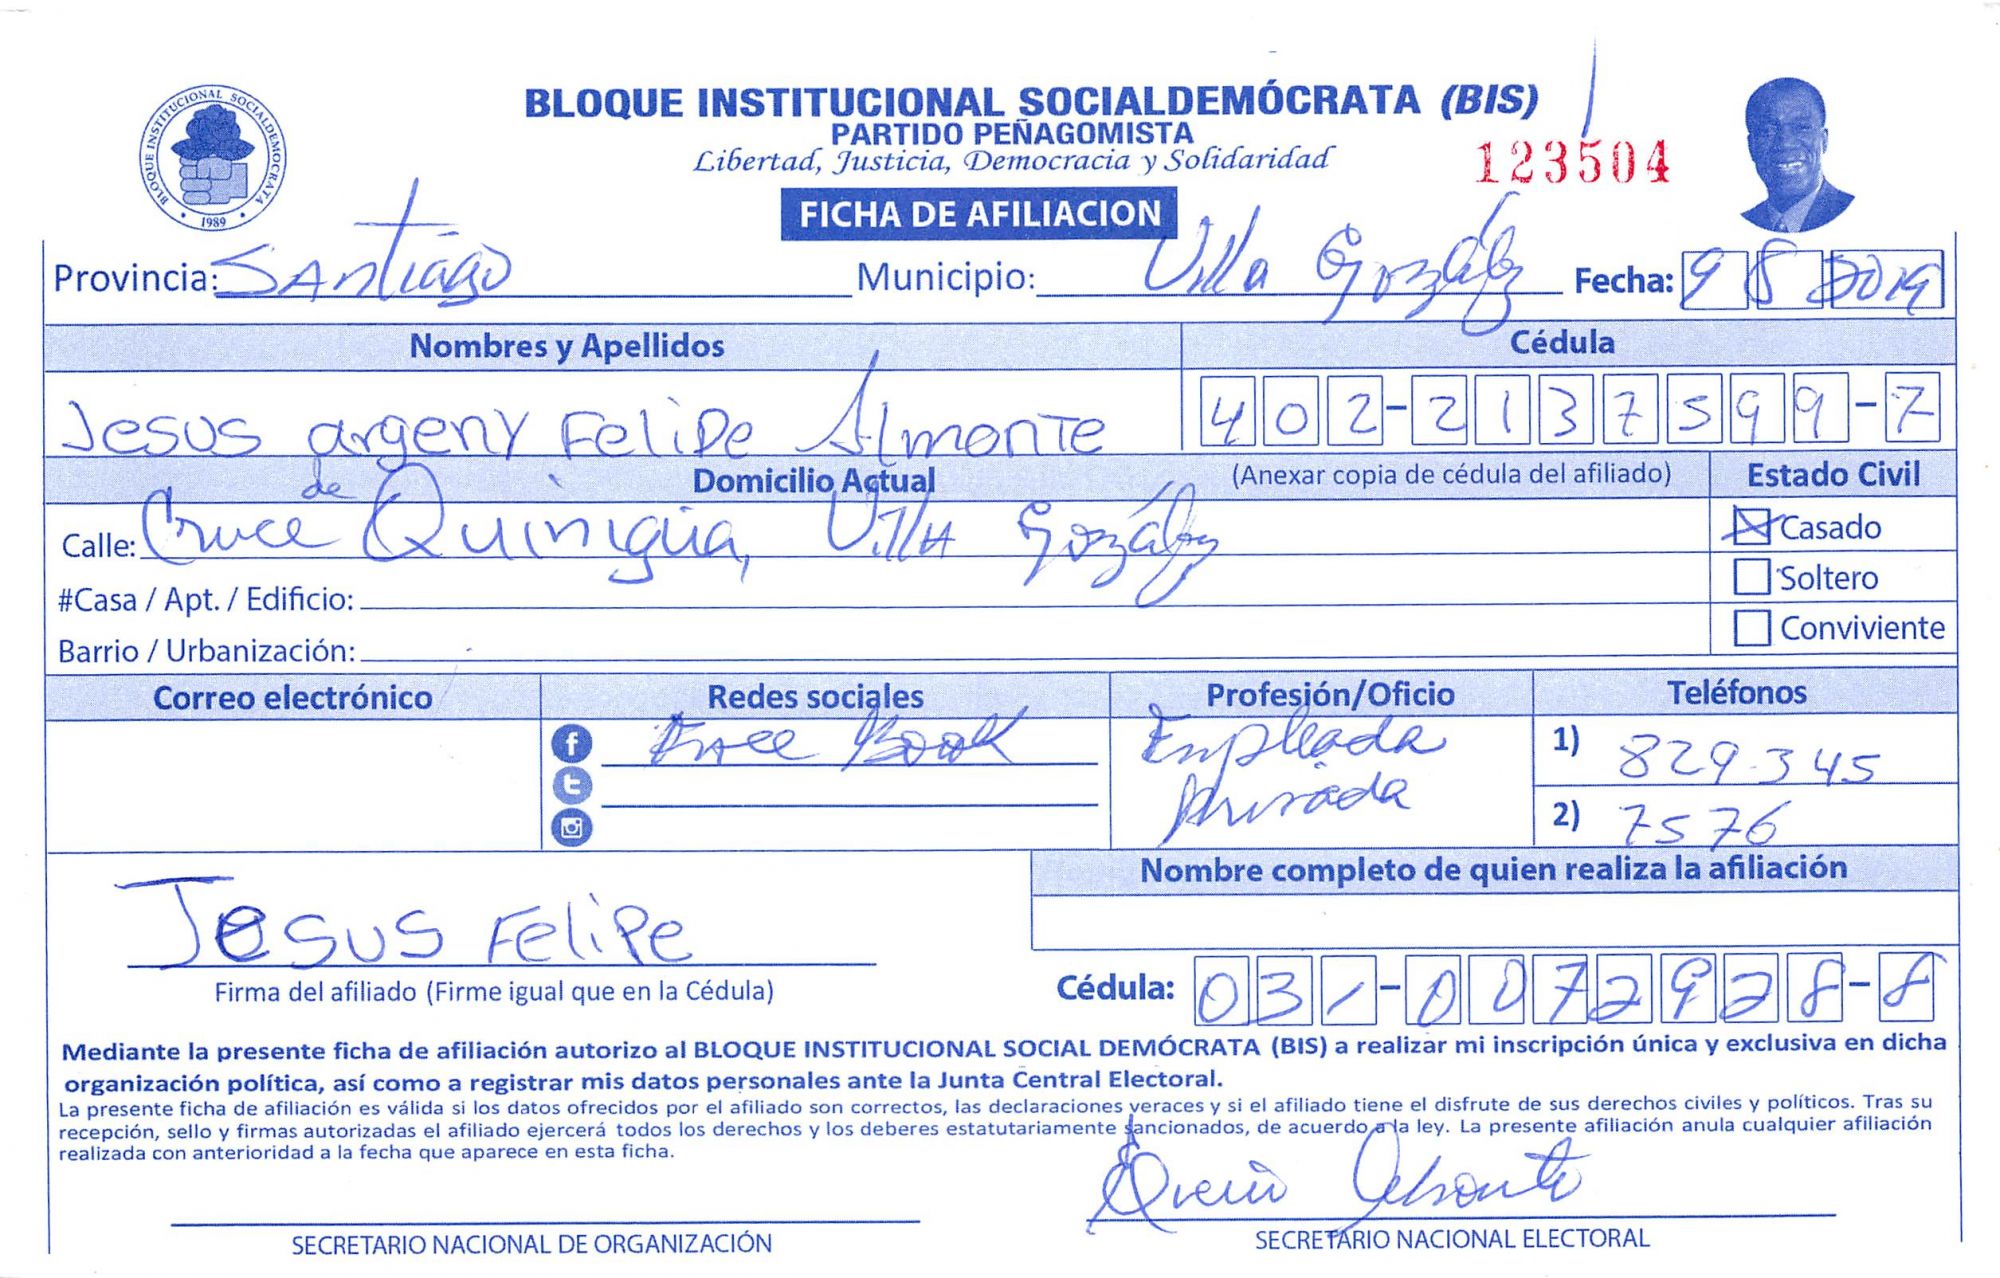 BLOQUE INSTITUCIONAL SOCIALDEMÓCRATA (BIS)
PARTIDO PEÑAGOMISTA
Libertad, Justicia, Democracia y Solidaridad
123504
BLOQUE INSTITUCIONAL SOCIALDEMOCRATA
1989
FICHA DE AFILIACION
Provincia: Santiago Municipio: Villa González Fecha: 9 8 2019
Nombres y Apellidos Cédula
Jesus argeny Felipe Almonte 402-2137599-7
Domicilio Actual (Anexar copia de cédula del afiliado) Estado Civil
Calle: Cruce de Quinigua, Villa González
Casado
#Casa / Apt. / Edificio: Soltero
Barrio / Urbanización: Conviviente
Correo electrónico Redes sociales Profesión/Oficio Teléfonos
Face Book Empleada 1) 829-345
privada 2) 7576
Nombre completo de quien realiza la afiliación
Jesus Felipe
Firma del afiliado (Firme igual que en la Cédula) Cédula: 031-0072928-8
Mediante la presente ficha de afiliación autorizo al BLOQUE INSTITUCIONAL SOCIAL DEMÓCRATA (BIS) a realizar mi inscripción única y exclusiva en dicha
organización política, así como a registrar mis datos personales ante la Junta Central Electoral.
La presente ficha de afiliación es válida si los datos ofrecidos por el afiliado son correctos, las declaraciones veraces y si el afiliado tiene el disfrute de sus derechos civiles y políticos. Tras su
recepción, sello y firmas autorizadas el afiliado ejercerá todos los derechos y los deberes estatutariamente sancionados, de acuerdo a la ley. La presente afiliación anula cualquier afiliación
realizada con anterioridad a la fecha que aparece en esta ficha.
SECRETARIO NACIONAL DE ORGANIZACIÓN SECRETARIO NACIONAL ELECTORAL